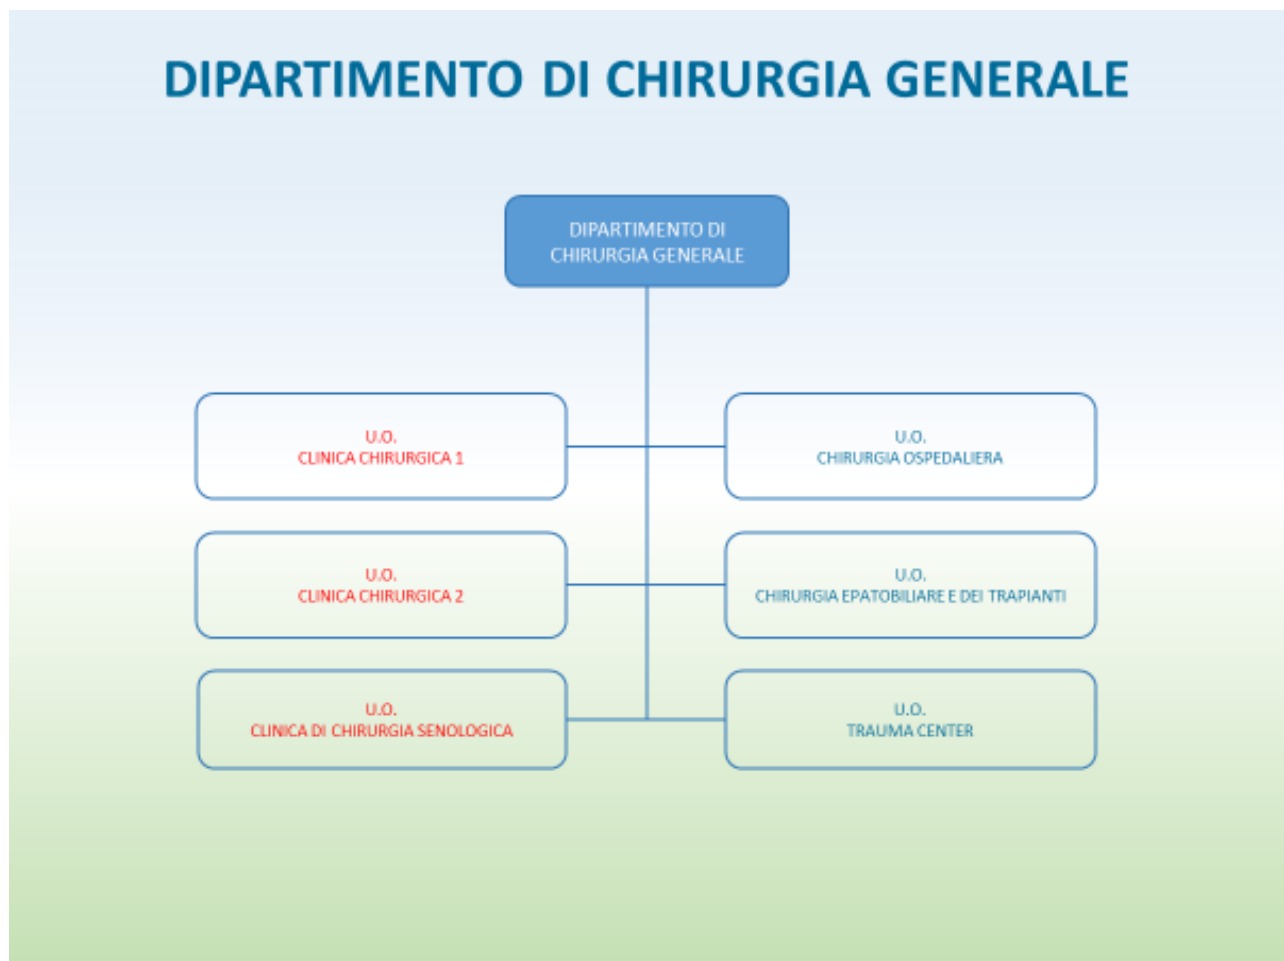 DIPARTIMENTO DI CHIRURGIA GENERALE
DIPARTIMENTO DI
CHIRURGIA GENERALE
U.O.
CLINICA CHIRURGICA 1
U.O.
CHIRURGIA OSPEDALIERA
U.O.
CLINICA CHIRURGICA 2
U.O.
CHIRURGIA EPATOBILIARE E DEI TRAPIANTI
U.O.
CLINICA DI CHIRURGIA SENOLOGICA
U.O.
TRAUMA CENTER